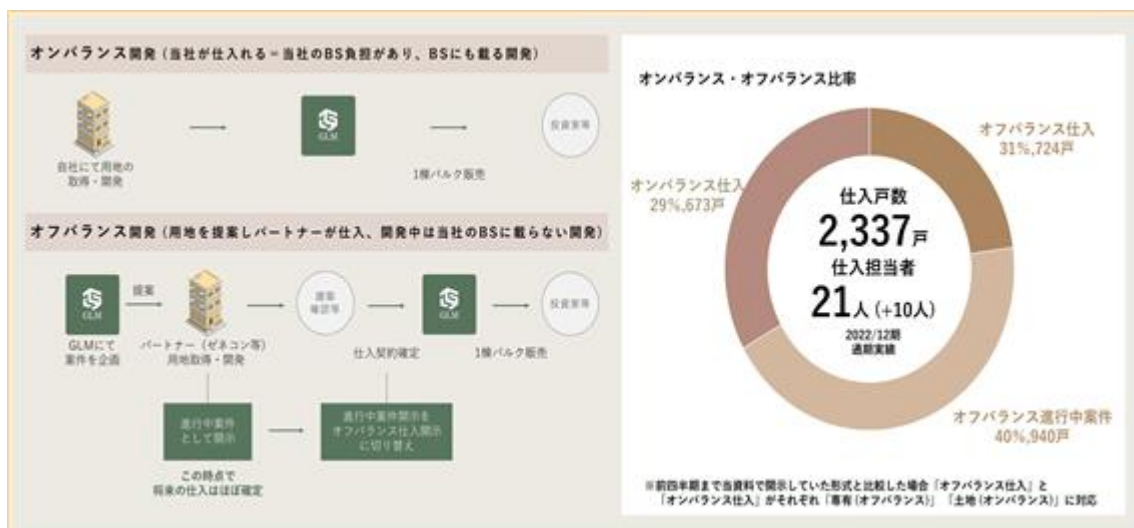 オンバランス開発(当社が仕入れる=当社のBS負担があり、BSにも載る開発)
GLM
投資家等
自社にて用地の
取得・開発
1棟バルク販売
オフバランス開発(用地を提案しパートナーが仕入、開発中は当社のBSに載らない開発)
提案
GLM
建築
確認等
GLM
投資家等
GLMにて
案件を企画
パートナー(ゼネコン等)
用地取得・開発
仕入契約確定
1棟バルク販売
進行中案件
として開示
進行中案件開示を
オフバランス仕入開示
に切り替え
この時点で
将来の仕入はほぼ確定
オンバランス・オフバランス比率
オフバランス仕入
31%,724戸
オンバランス仕入
29%,673戸
仕入戸数
2,337戸
仕入担当者
21人(+10人)
2022/12期
通期実績
オフバランス進行中案件
40%,940戸
※前四半期まで当資料で開示していた形式と比較した場合「オフバランス仕入」と
「オンバランス仕入」がそれぞれ「専有(オフバランス)」「土地(オンバランス)」に対応